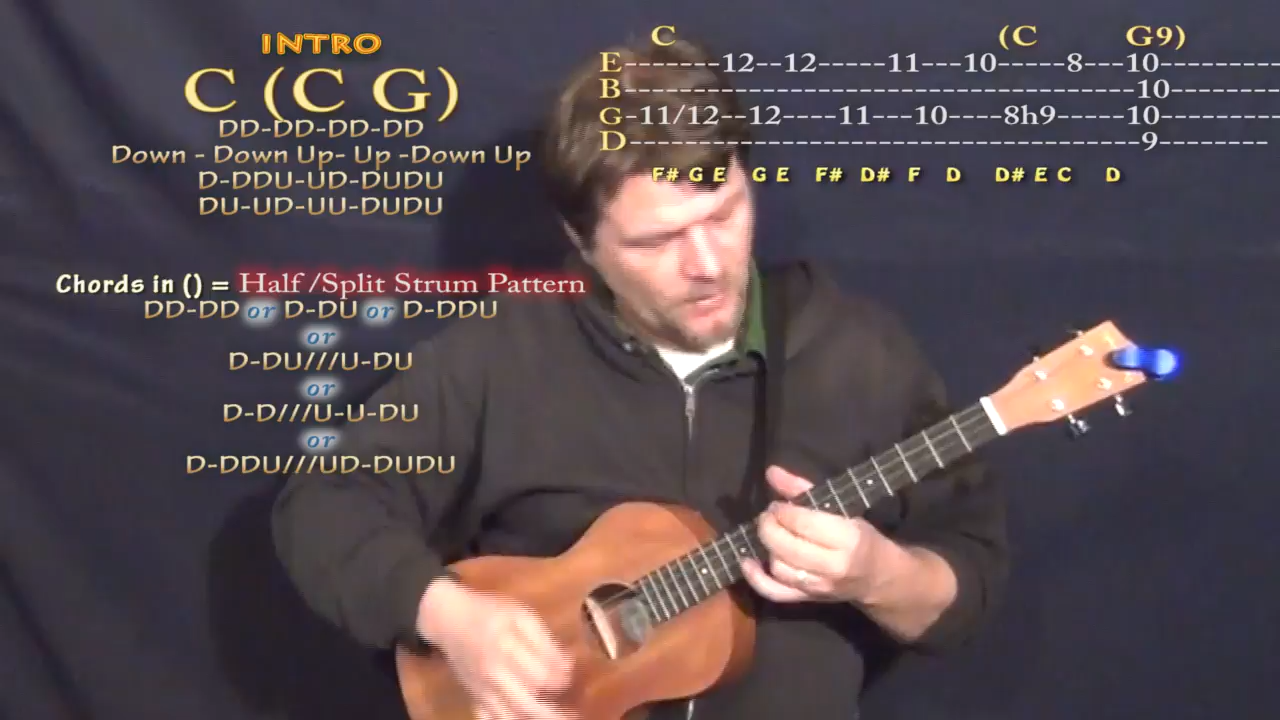 INTRO
C (C G)
DD-DD-DD-DD
Down - Down Up- Up -Down Up
D-DDU-UD-DUDU
DU-UD-UU-DUDU
Chords in () = Half /Split Strum Pattern
DD-DD or D-DU or D-DDU
or
D-DU///U-DU
or
D-D///U-U-DU
or
D-DDU///UD-DUDU
C (C G9)
E-------12--12-----11---10-----8---10---------
B-----------------------------------10--------
G-11/12--12----11---10----8h9-----10---------
D-----------------------------------9--------
F# G E G E F# D# F D D# E C D